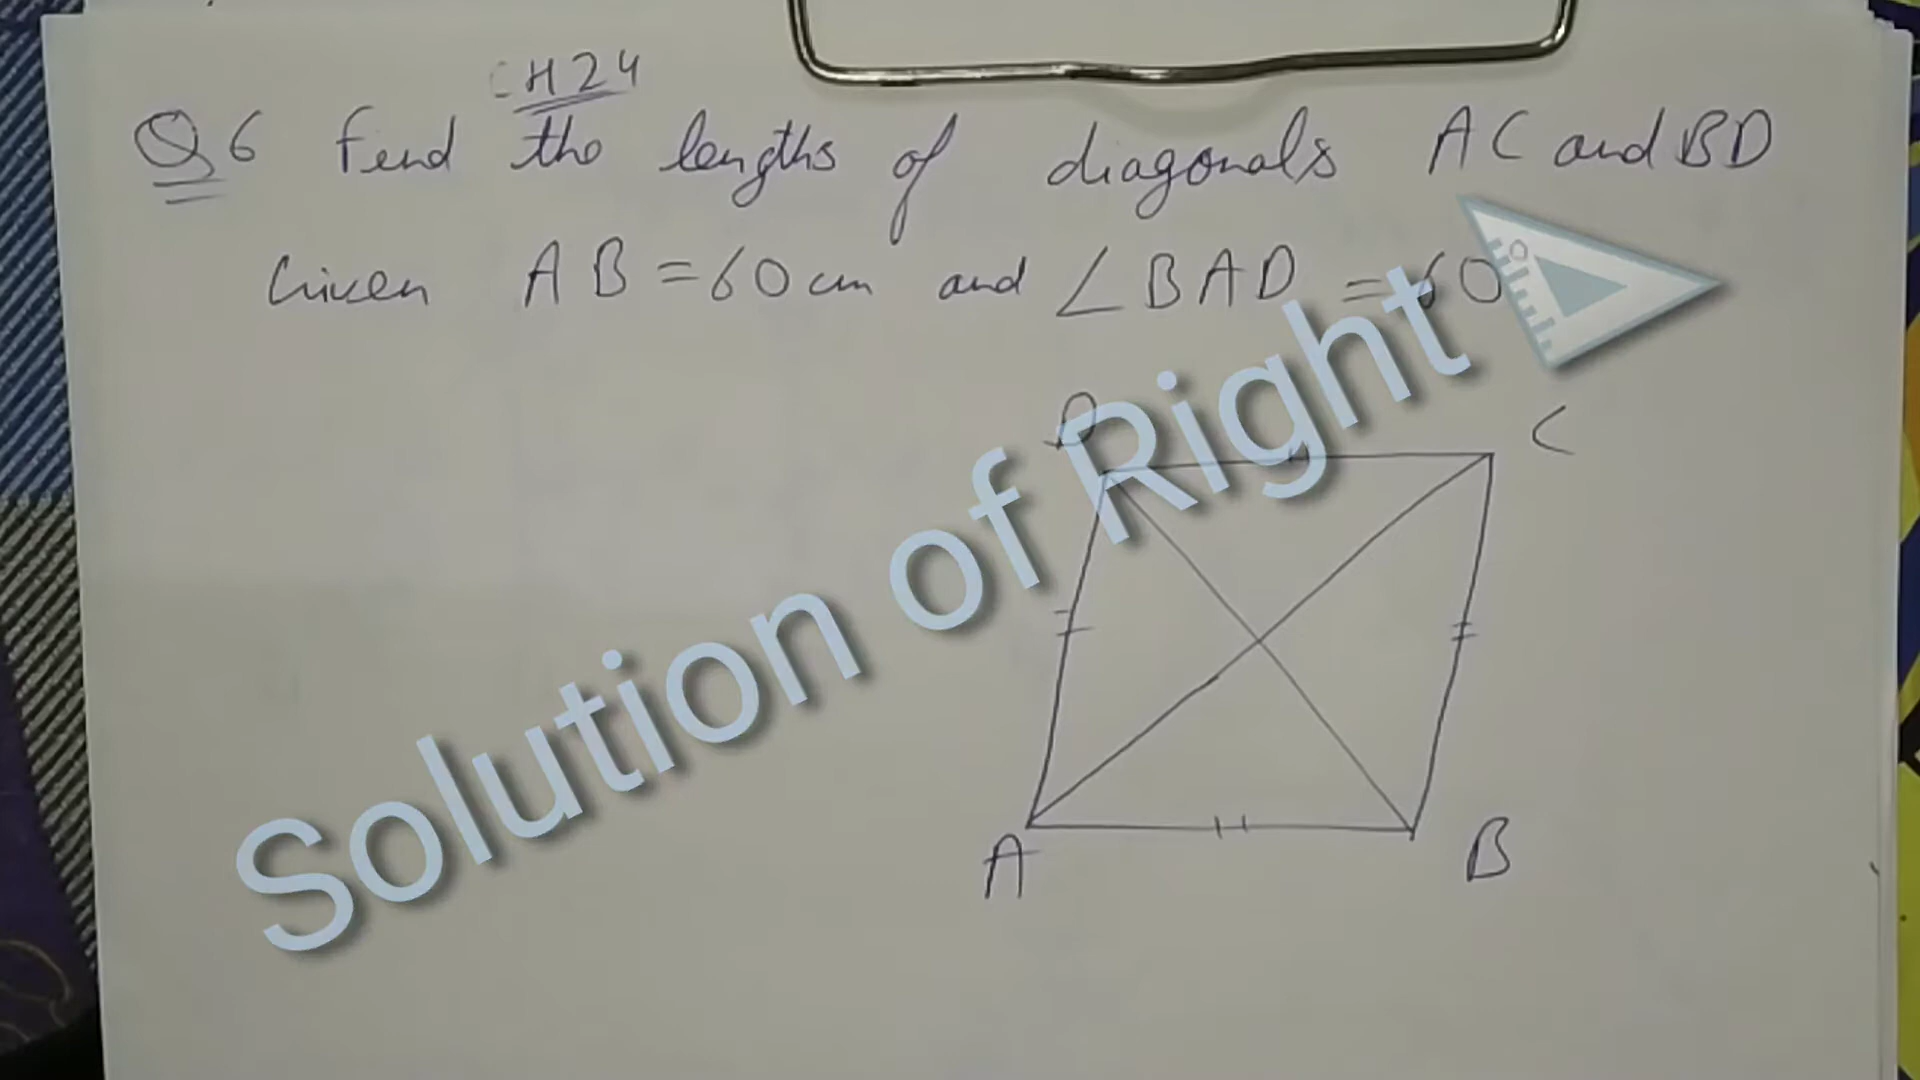 CH24
Q6 Find the lengths of diagonals AC and BD
Given AB = 60 cm and ∠BAD = 60°
Solution of Right
D C
A B